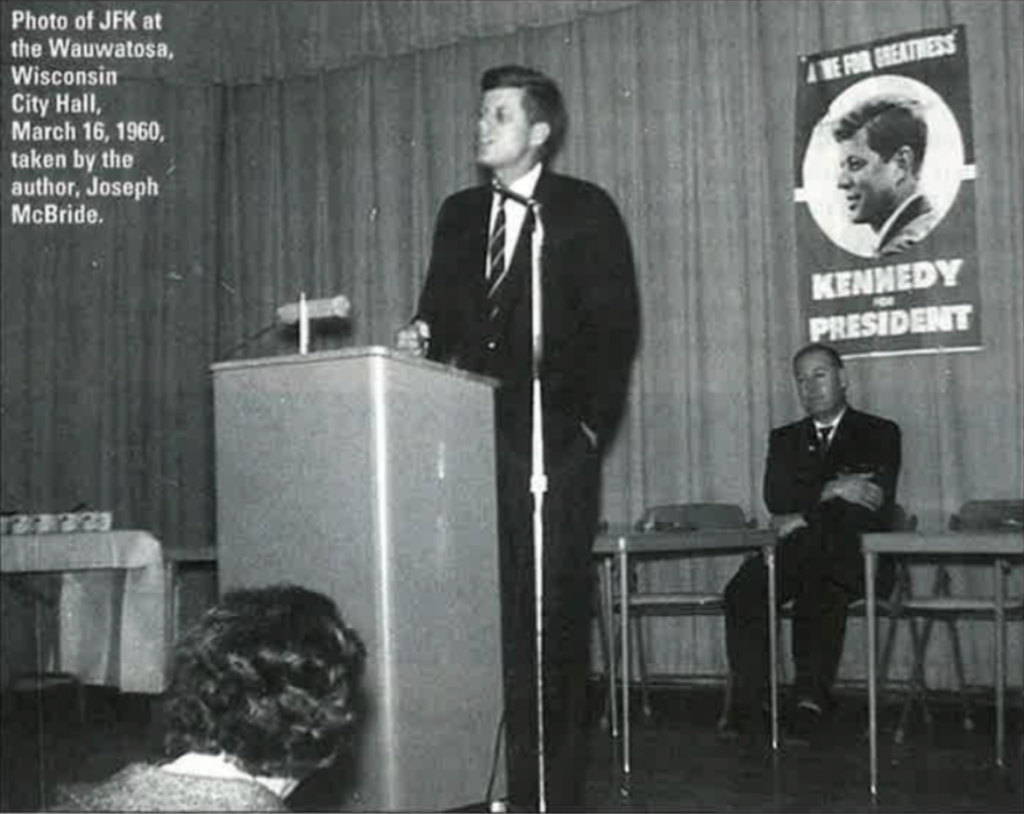 Photo of JFK at
the Wauwatosa,
Wisconsin
City Hall,
March 16, 1960,
taken by the
author, Joseph
McBride.
FOR GREATNESS"
KENNEDY
FOR
PRESIDENT